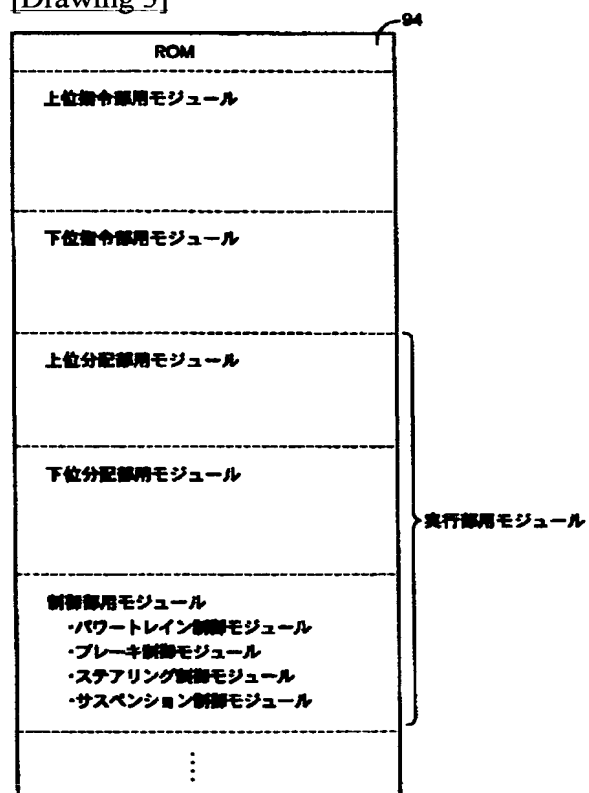 [Drawing 5]
94
ROM
上位指令部用モジュール
下位指令部用モジュール
上位分配部用モジュール
下位分配部用モジュール
実行部用モジュール
制御部用モジュール
・パワートレイン制御モジュール
・ブレーキ制御モジュール
・ステアリング制御モジュール
・サスペンション制御モジュール